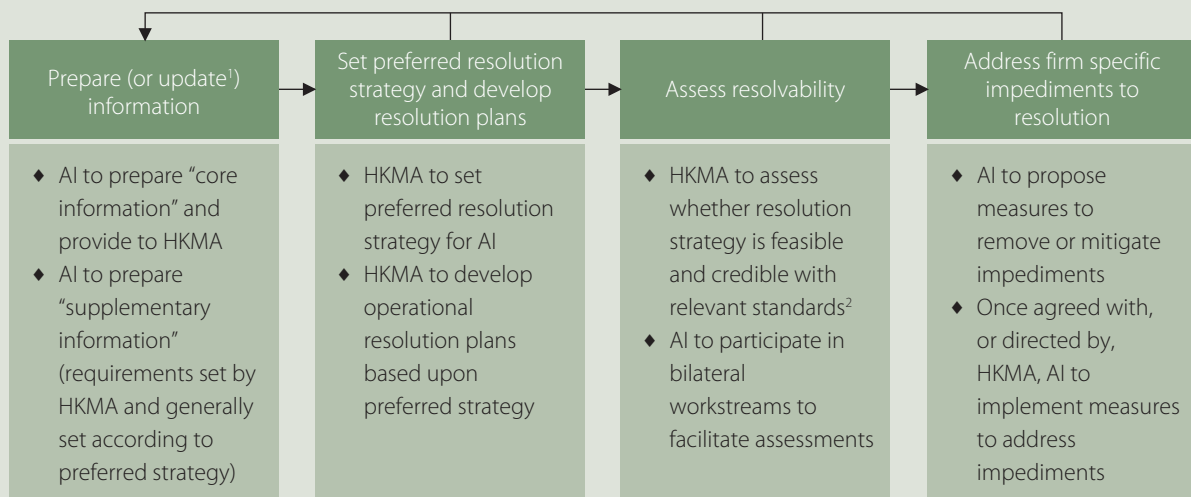 Prepare (or update¹)
information
Set preferred resolution
strategy and develop
resolution plans
Assess resolvability
Address firm specific
impediments to
resolution
♦ AI to prepare “core
information” and
provide to HKMA
♦ AI to prepare
“supplementary
information”
(requirements set by
HKMA and generally
set according to
preferred strategy)
♦ HKMA to set
preferred resolution
strategy for AI
♦ HKMA to develop
operational
resolution plans
based upon
preferred strategy
♦ HKMA to assess
whether resolution
strategy is feasible
and credible with
relevant standards²
♦ AI to participate in
bilateral
workstreams to
facilitate assessments
♦ AI to propose
measures to
remove or mitigate
impediments
♦ Once agreed with,
or directed by,
HKMA, AI to
implement measures
to address
impediments